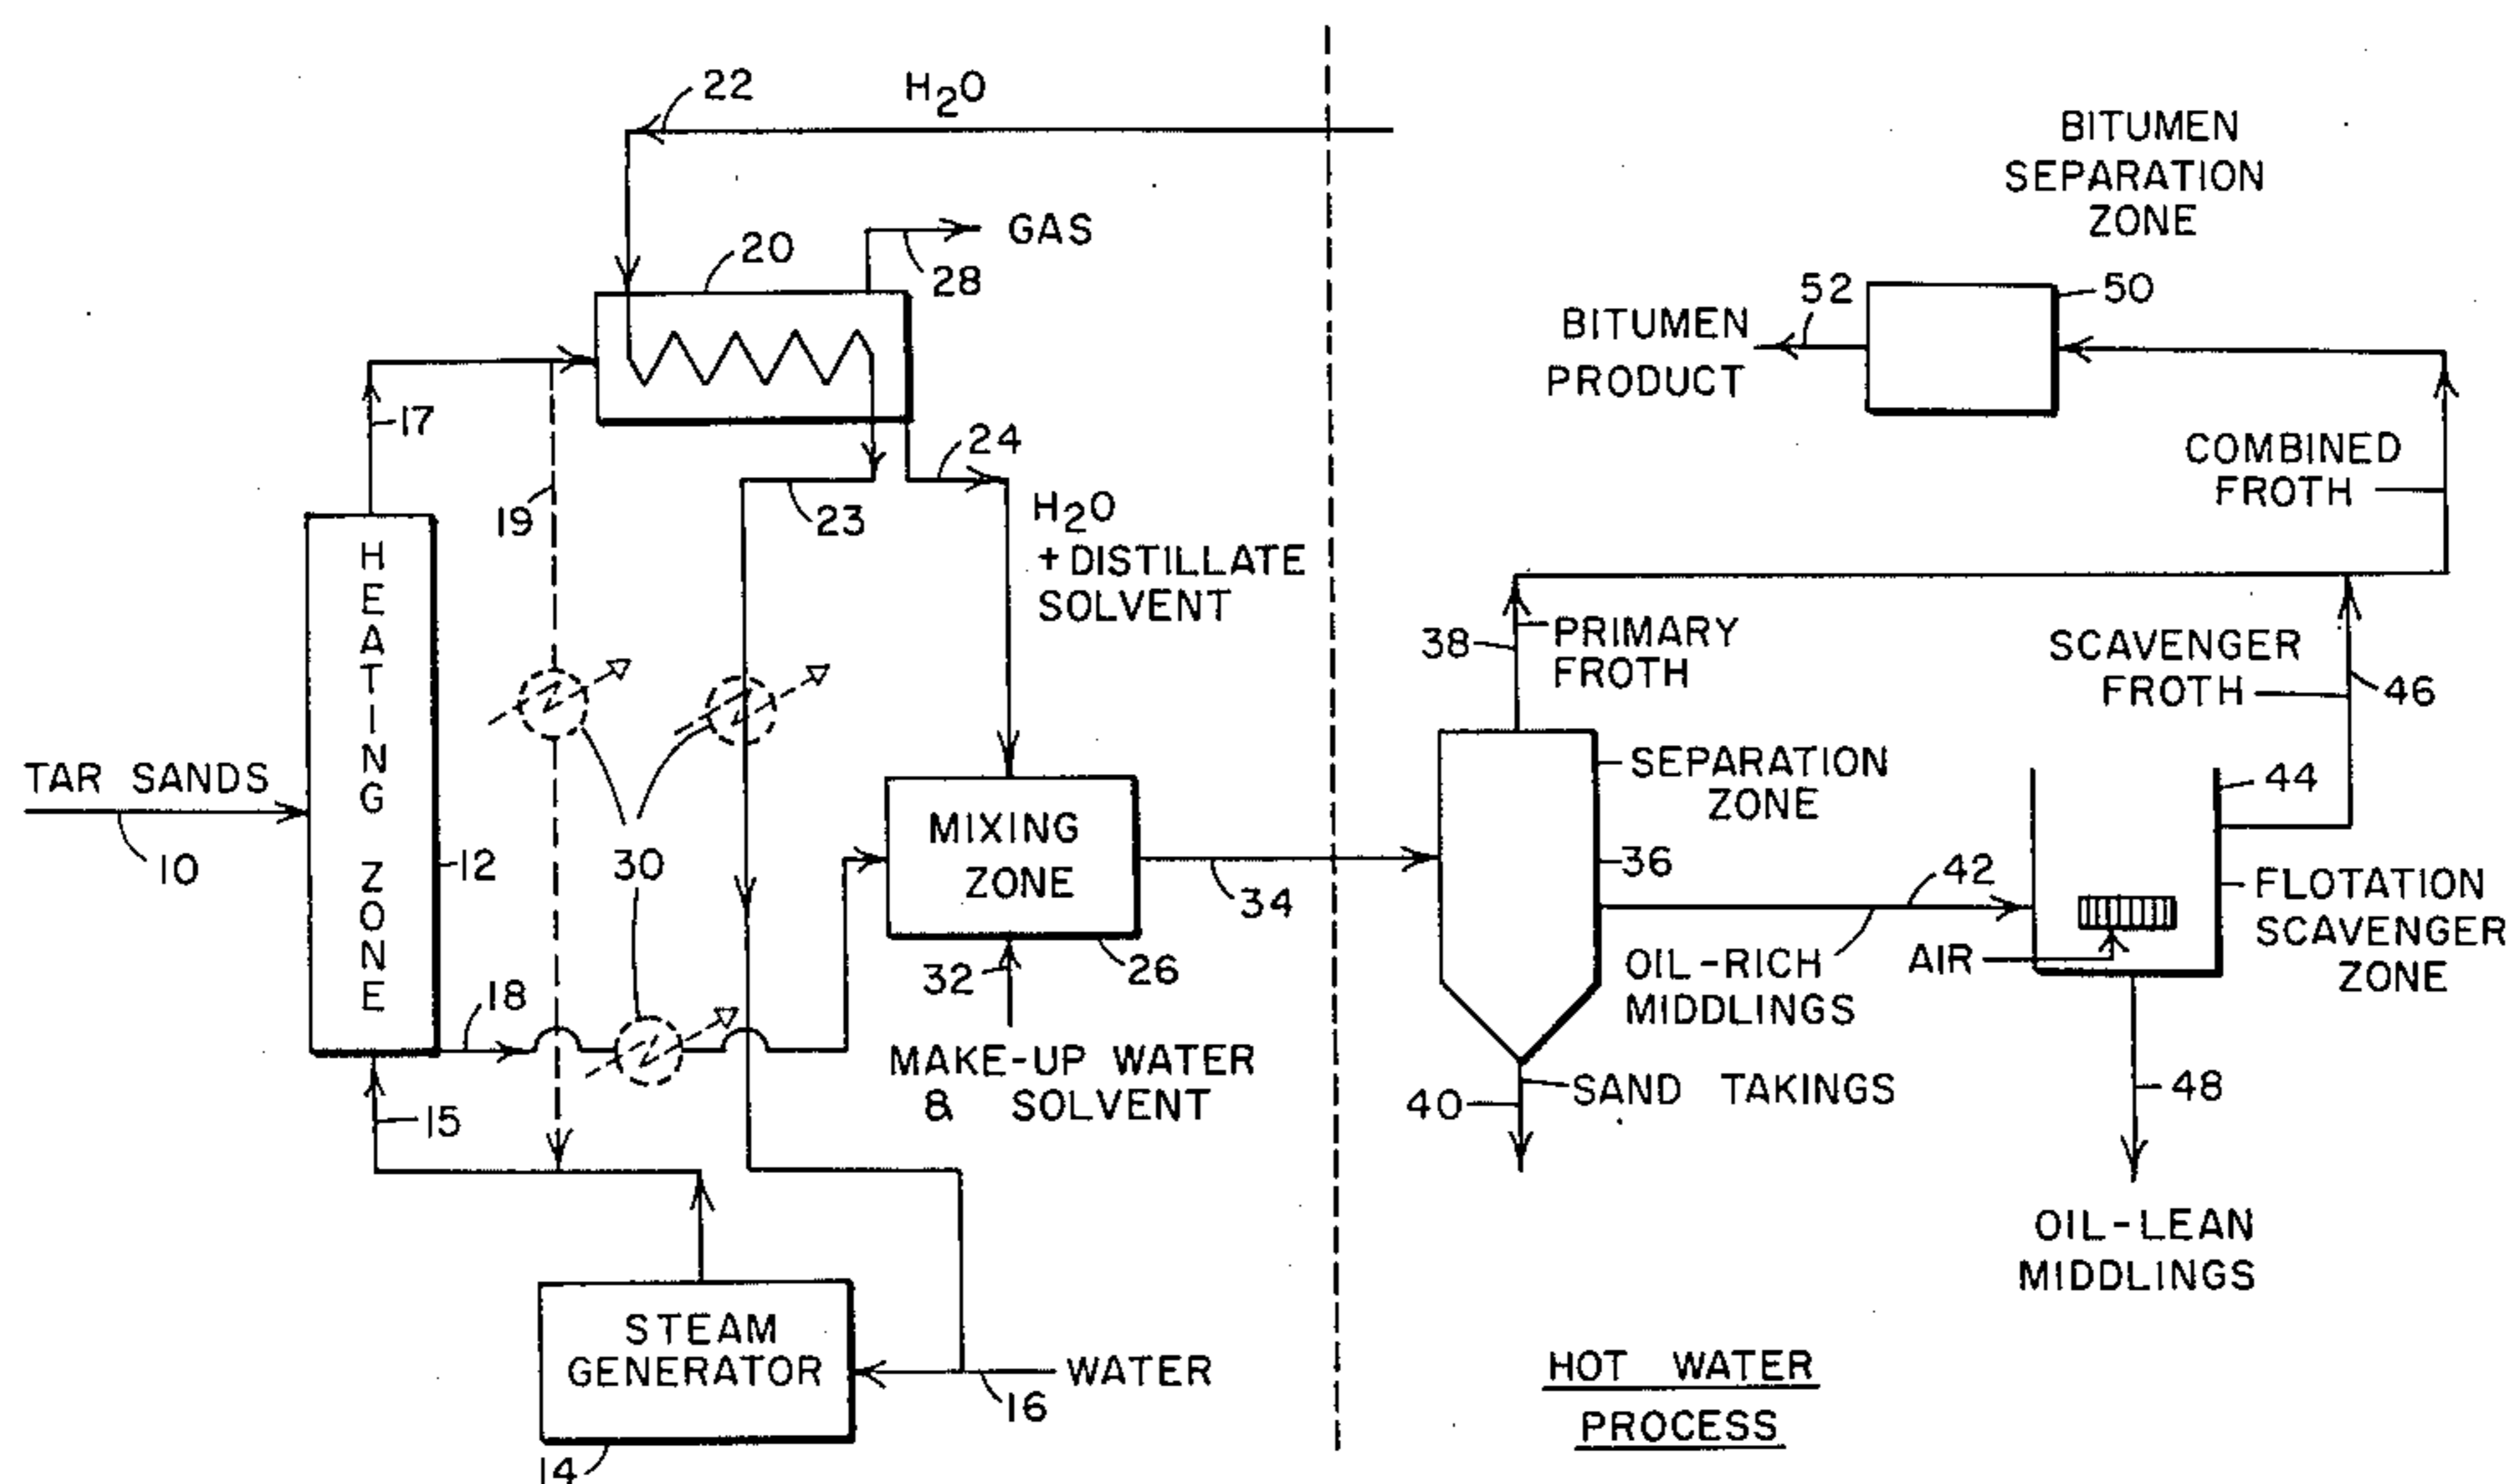 22
H2O
BITUMEN
SEPARATION
ZONE
20
GAS
28
52
50
BITUMEN
PRODUCT
17
24
COMBINED
FROTH
19
23
H2O
+ DISTILLATE
SOLVENT
HEATING ZONE
38
PRIMARY
FROTH
SCAVENGER
FROTH
46
TAR SANDS
10
12
30
MIXING
ZONE
34
SEPARATION
ZONE
36
44
42
FLOTATION
SCAVENGER
ZONE
AIR
OIL-RICH
MIDDLINGS
18
32
26
MAKE-UP WATER
& SOLVENT
15
40
SAND TAKINGS
48
OIL-LEAN
MIDDLINGS
STEAM
GENERATOR
WATER
16
14
HOT WATER
PROCESS